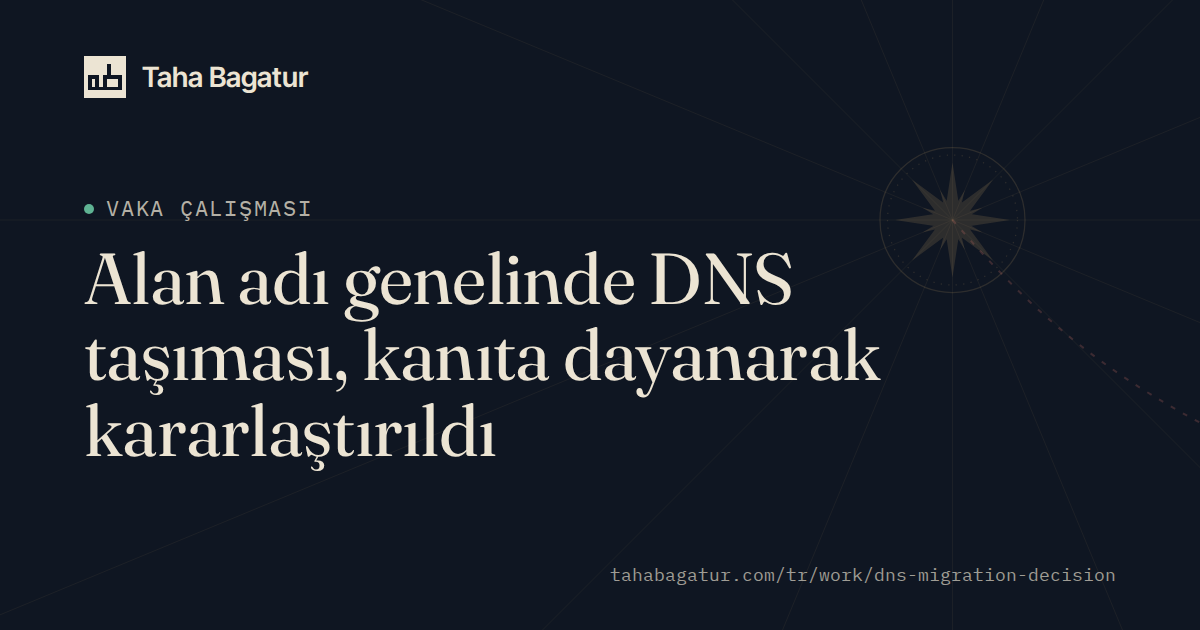 Taha Bagatur
VAKA ÇALIŞMASI
Alan adı genelinde DNS
taşıması, kanıta dayanarak
kararlaştırıldı
tahabagatur.com/tr/work/dns-migration-decision